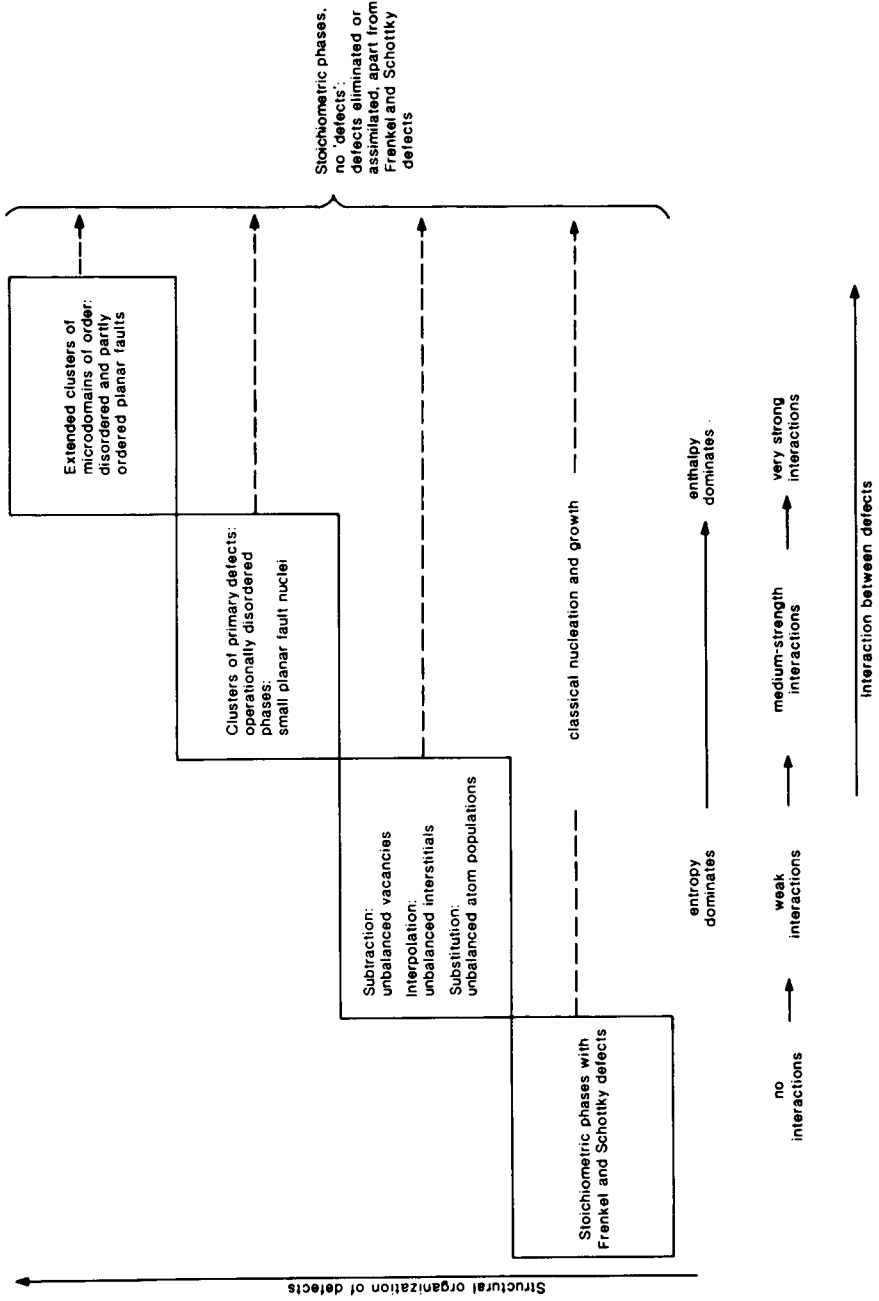 Structural organization of defects
Extended clusters of
microdomains of order:
disordered and partly
ordered planar faults
Stoichiometric phases,
no 'defects':
defects eliminated or
assimilated, apart from
Frenkel and Schottky
defects
Clusters of primary defects:
operationally disordered
phases:
small planar fault nuclei
Subtraction:
unbalanced vacancies
Interpolation:
unbalanced interstitials
Substitution:
unbalanced atom populations
Stoichiometric phases with
Frenkel and Schottky defects
classical nucleation and growth
entropy
dominates
enthalpy
dominates
no
interactions
weak
interactions
medium-strength
interactions
very strong
interactions
Interaction between defects